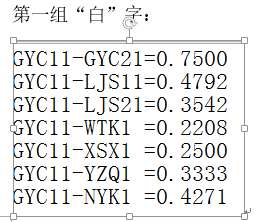 第一组“白”字:
GYC11-GYC21=0.7500
GYC11-LJS11=0.4792
GYC11-LJS21=0.3542
GYC11-WTK1 =0.2208
GYC11-XSX1 =0.2500
GYC11-YZQ1 =0.3333
GYC11-NYK1 =0.4271